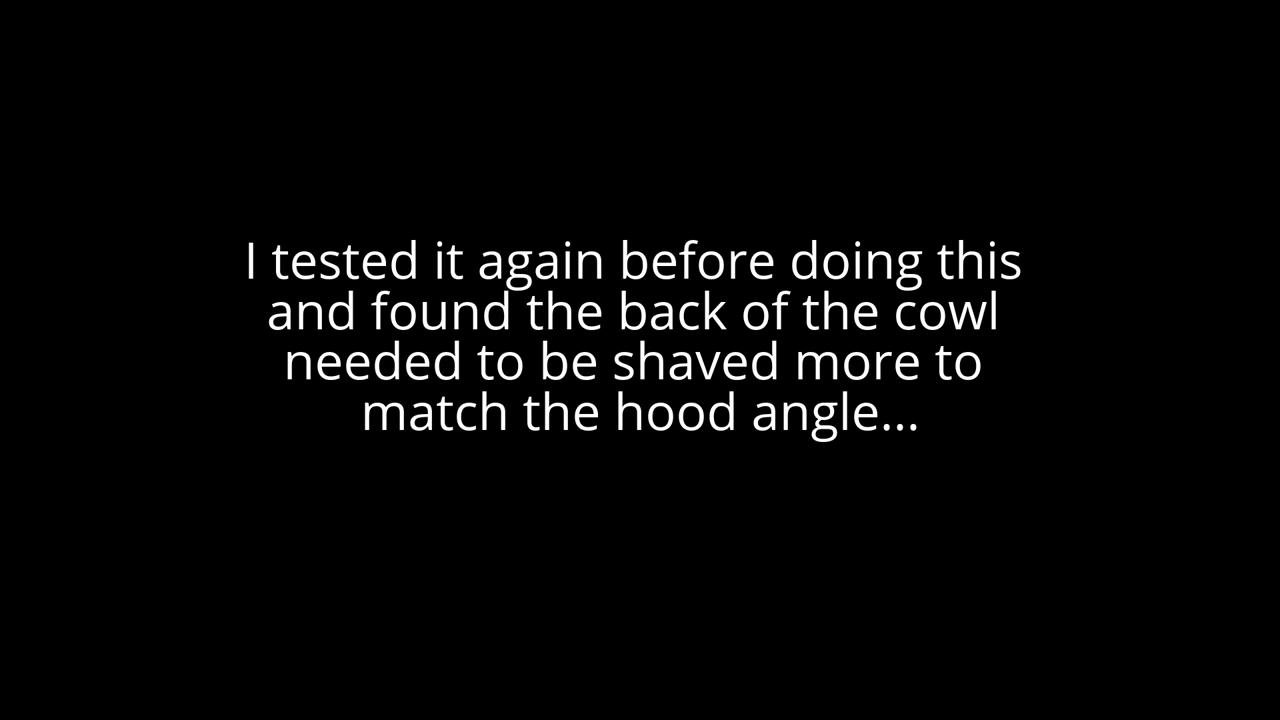 I tested it again before doing this
and found the back of the cowl
needed to be shaved more to
match the hood angle...